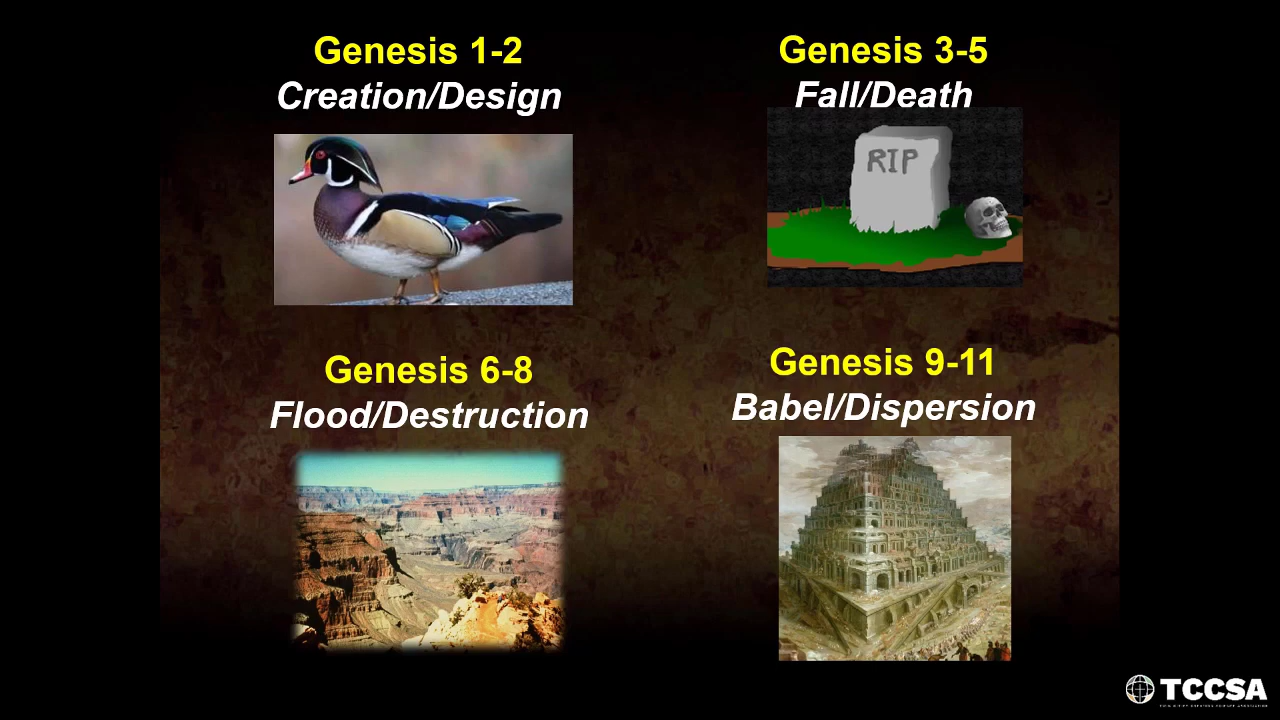 Genesis 1-2
Creation/Design
Genesis 3-5
Fall/Death
RIP
Genesis 6-8
Flood/Destruction
Genesis 9-11
Babel/Dispersion
TCCSA